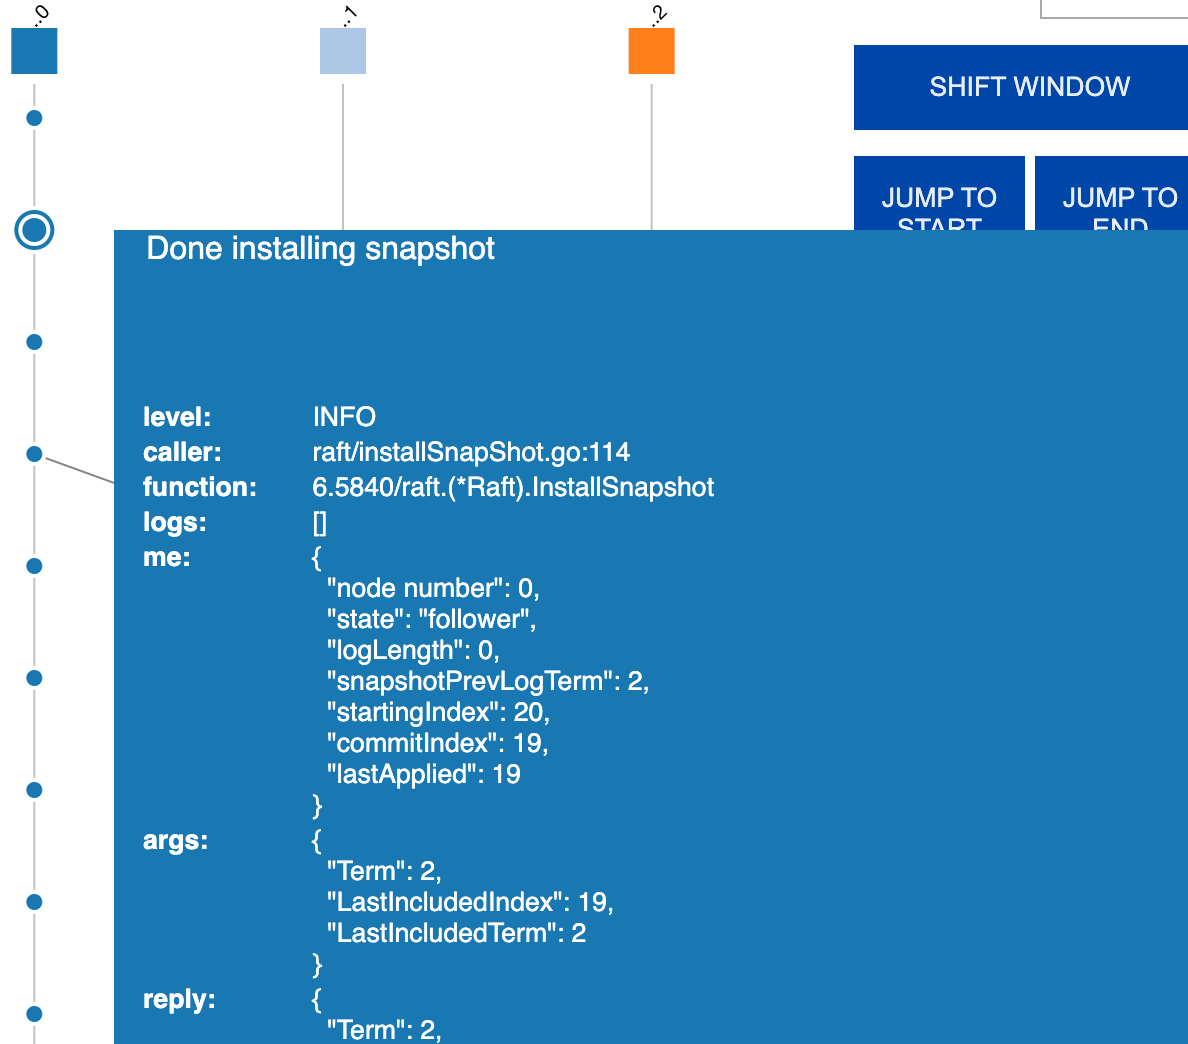 ..0
..1
..2
SHIFT WINDOW
JUMP TO
START
JUMP TO
END
Done installing snapshot
level: INFO
caller: raft/installSnapShot.go:114
function: 6.5840/raft.(*Raft).InstallSnapshot
logs: []
me: {
"node number": 0,
"state": "follower",
"logLength": 0,
"snapshotPrevLogTerm": 2,
"startingIndex": 20,
"commitIndex": 19,
"lastApplied": 19
}
args: {
"Term": 2,
"LastIncludedIndex": 19,
"LastIncludedTerm": 2
}
reply: {
"Term": 2,